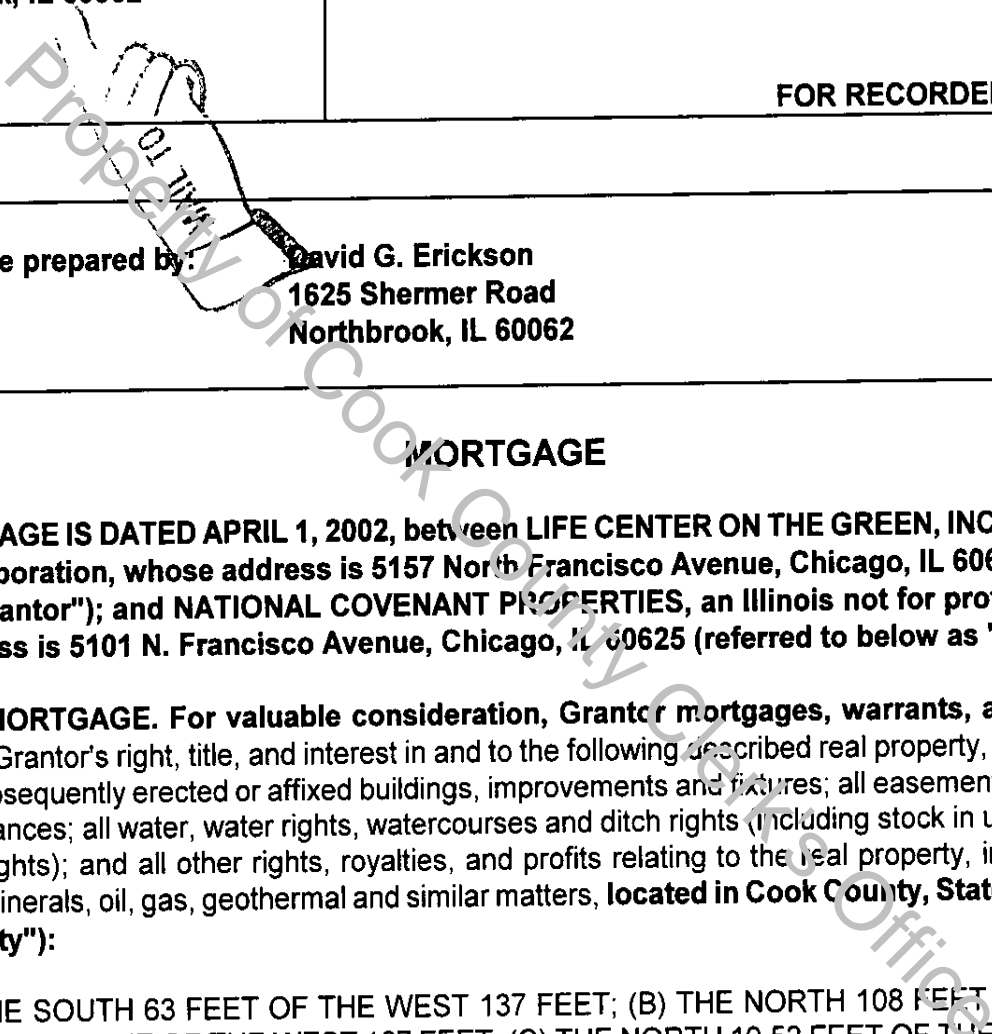 FOR RECORDE
MAIL TO
e prepared by:
David G. Erickson
1625 Shermer Road
Northbrook, IL 60062
MORTGAGE
AGE IS DATED APRIL 1, 2002, between LIFE CENTER ON THE GREEN, INC
oration, whose address is 5157 North Francisco Avenue, Chicago, IL 606
antor"); and NATIONAL COVENANT PROPERTIES, an Illinois not for prof
ss is 5101 N. Francisco Avenue, Chicago, IL 60625 (referred to below as "
MORTGAGE. For valuable consideration, Grantor mortgages, warrants, a
Grantor's right, title, and interest in and to the following described real property,
sequently erected or affixed buildings, improvements and fixtures; all easemen
ances; all water, water rights, watercourses and ditch rights (including stock in u
ghts); and all other rights, royalties, and profits relating to the real property, i
inerals, oil, gas, geothermal and similar matters, located in Cook County, Stat
ty"):
E SOUTH 63 FEET OF THE WEST 137 FEET; (B) THE NORTH 108 FEET
Property of Cook County Clerk's Office